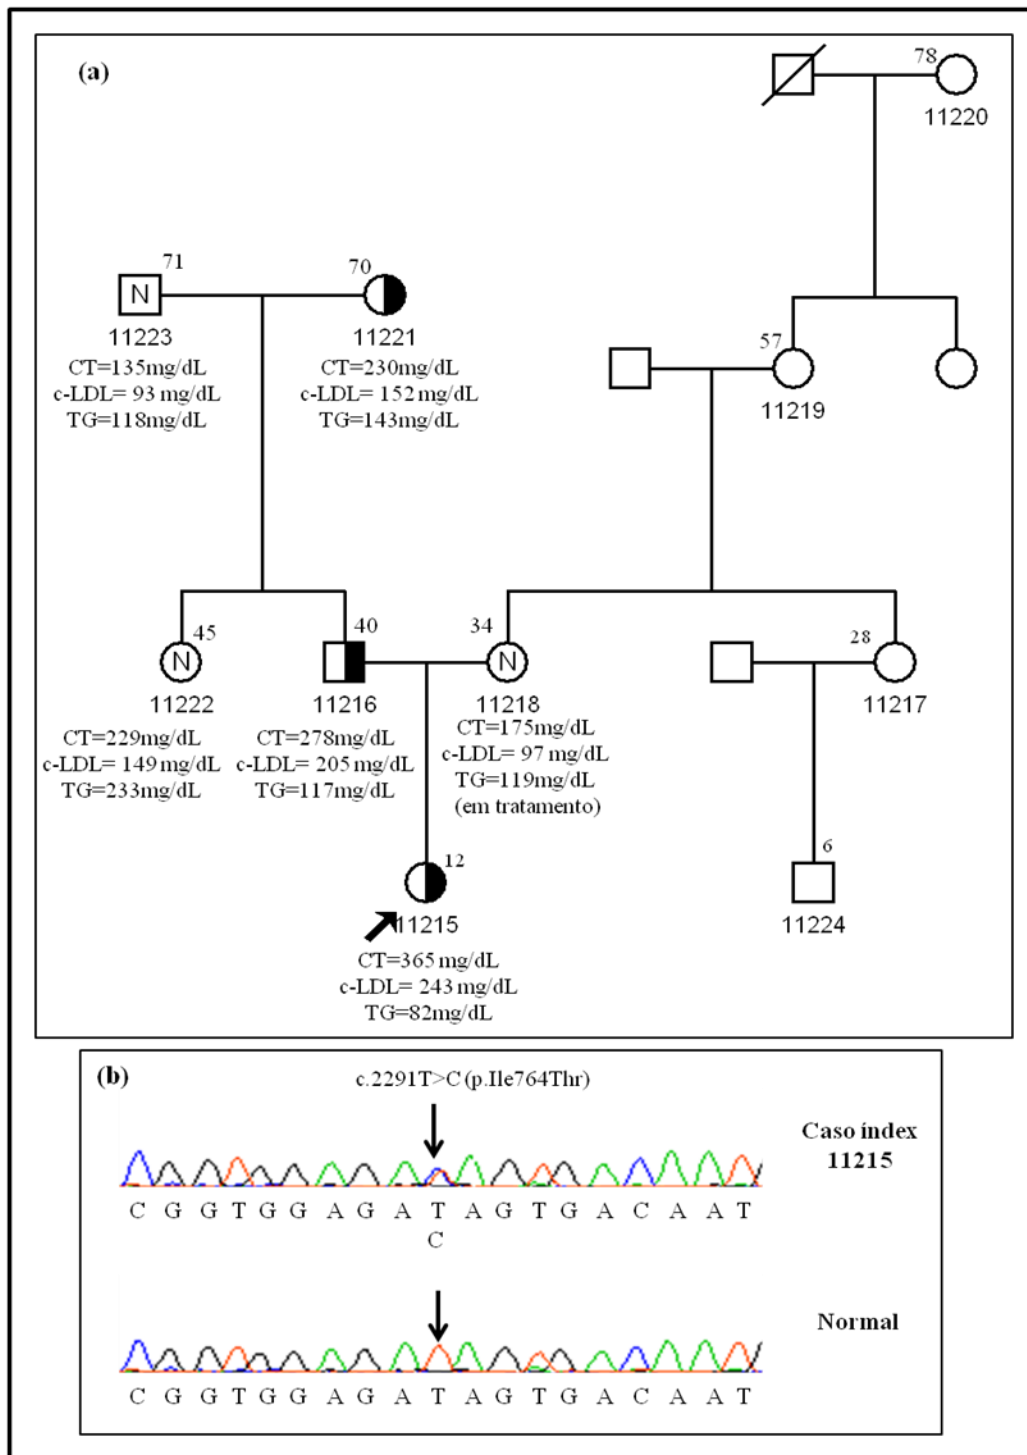 (a)
78
11220
71
N
11223
CT=135mg/dL
c-LDL= 93 mg/dL
TG=118mg/dL
70
11221
CT=230mg/dL
c-LDL= 152 mg/dL
TG=143mg/dL
57
11219
45
N
11222
CT=229mg/dL
c-LDL= 149 mg/dL
TG=233mg/dL
40
11216
CT=278mg/dL
c-LDL= 205 mg/dL
TG=117mg/dL
34
N
11218
CT=175mg/dL
c-LDL= 97 mg/dL
TG=119mg/dL
(em tratamento)
28
11217
12
11215
CT=365 mg/dL
c-LDL= 243 mg/dL
TG=82mg/dL
6
11224
(b)
c.2291T>C (p.Ile764Thr)
Caso índex
11215
C G G T G G A G A T A G T G A C A A T
C
Normal
C G G T G G A G A T A G T G A C A A T